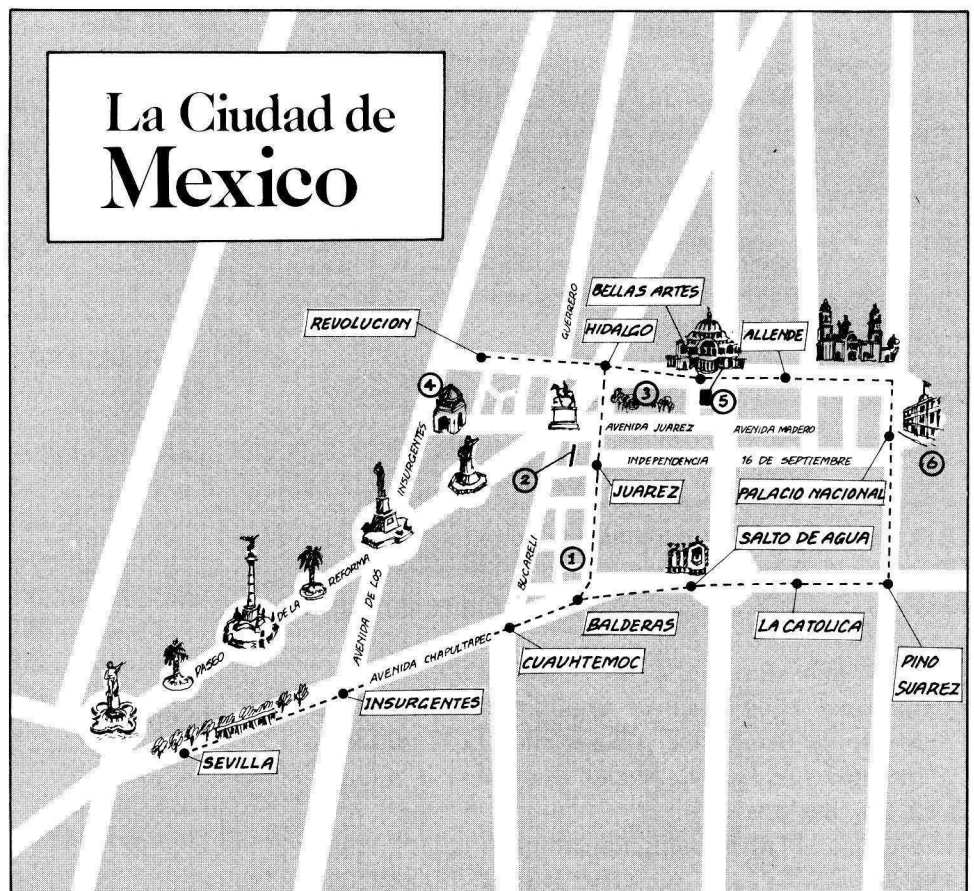 La Ciudad de
Mexico
BELLAS ARTES
REVOLUCION
GUERRERO
HIDALGO
ALLENDE
4
3
5
AVENIDA JUAREZ
AVENIDA MADERO
INSURGENTES
INDEPENDENCIA
16 DE SEPTIEMBRE
6
2
JUAREZ
PALACIO NACIONAL
SALTO DE AGUA
1
BUCARELI
REFORMA
DE LA
PASEO
AVENIDA DE LOS
AVENIDA CHAPULTAPEC
BALDERAS
LA CATOLICA
CUAUHTEMOC
PINO
SUAREZ
INSURGENTES
SEVILLA